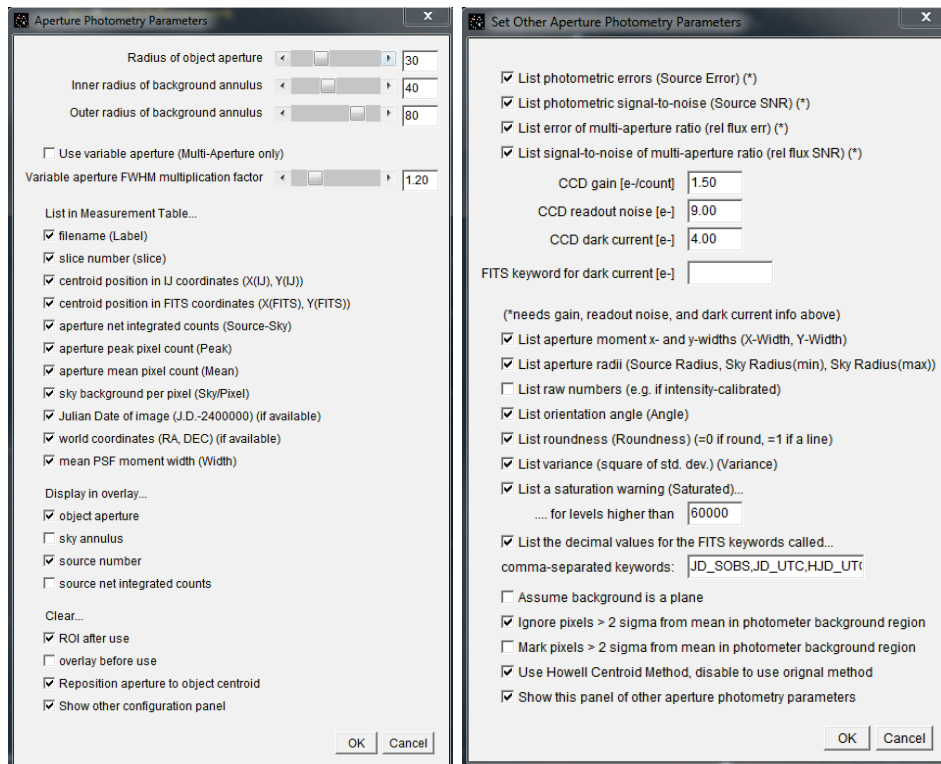 Aperture Photometry Parameters
X
Radius of object aperture
30
Inner radius of background annulus
40
Outer radius of background annulus
80
Use variable aperture (Multi-Aperture only)
Variable aperture FWHM multiplication factor
1.20
List in Measurement Table...
filename (Label)
slice number (slice)
centroid position in IJ coordinates (X(IJ), Y(IJ))
centroid position in FITS coordinates (X(FITS), Y(FITS))
aperture net integrated counts (Source-Sky)
aperture peak pixel count (Peak)
aperture mean pixel count (Mean)
sky background per pixel (Sky/Pixel)
Julian Date of image (J.D.-2400000) (if available)
world coordinates (RA, DEC) (if available)
mean PSF moment width (Width)
Display in overlay...
object aperture
sky annulus
source number
source net integrated counts
Clear...
ROI after use
overlay before use
Reposition aperture to object centroid
Show other configuration panel
OK Cancel
Set Other Aperture Photometry Parameters
X
List photometric errors (Source Error) (*)
List photometric signal-to-noise (Source SNR) (*)
List error of multi-aperture ratio (rel flux err) (*)
List signal-to-noise of multi-aperture ratio (rel flux SNR) (*)
CCD gain [e-/count] 1.50
CCD readout noise [e-] 9.00
CCD dark current [e-] 4.00
FITS keyword for dark current [e-]
(*needs gain, readout noise, and dark current info above)
List aperture moment x- and y-widths (X-Width, Y-Width)
List aperture radii (Source Radius, Sky Radius(min), Sky Radius(max))
List raw numbers (e.g. if intensity-calibrated)
List orientation angle (Angle)
List roundness (Roundness) (=0 if round, =1 if a line)
List variance (square of std. dev.) (Variance)
List a saturation warning (Saturated)...
.... for levels higher than 60000
List the decimal values for the FITS keywords called...
comma-separated keywords: JD_SOBS,JD_UTC,HJD_UTC
Assume background is a plane
Ignore pixels > 2 sigma from mean in photometer background region
Mark pixels > 2 sigma from mean in photometer background region
Use Howell Centroid Method, disable to use orignal method
Show this panel of other aperture photometry parameters
OK Cancel